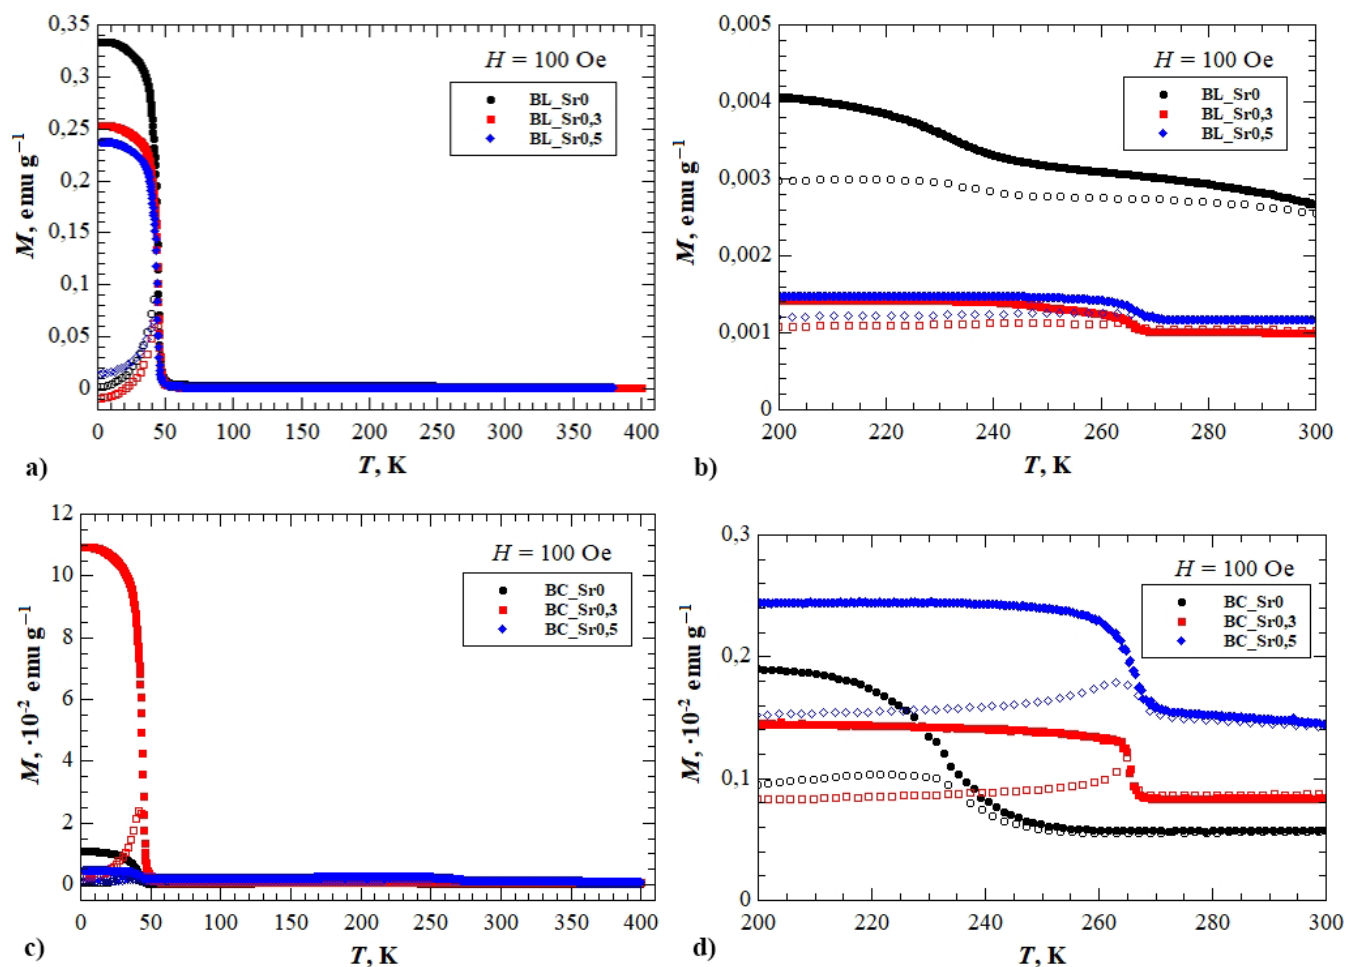 0,35
0,3
0,25
0,2
0,15
0,1
0,05
0
M, emu g⁻¹
H = 100 Oe
BL_Sr0
BL_Sr0,3
BL_Sr0,5
0 50 100 150 200 250 300 350 400
T, K
a)
0,005
0,004
0,003
0,002
0,001
0
M, emu g⁻¹
H = 100 Oe
BL_Sr0
BL_Sr0,3
BL_Sr0,5
200 220 240 260 280 300
T, K
b)
12
10
8
6
4
2
0
M, ·10⁻² emu g⁻¹
H = 100 Oe
BC_Sr0
BC_Sr0,3
BC_Sr0,5
0 50 100 150 200 250 300 350 400
T, K
c)
0,3
0,2
0,1
0
M, ·10⁻² emu g⁻¹
H = 100 Oe
BC_Sr0
BC_Sr0,3
BC_Sr0,5
200 220 240 260 280 300
T, K
d)